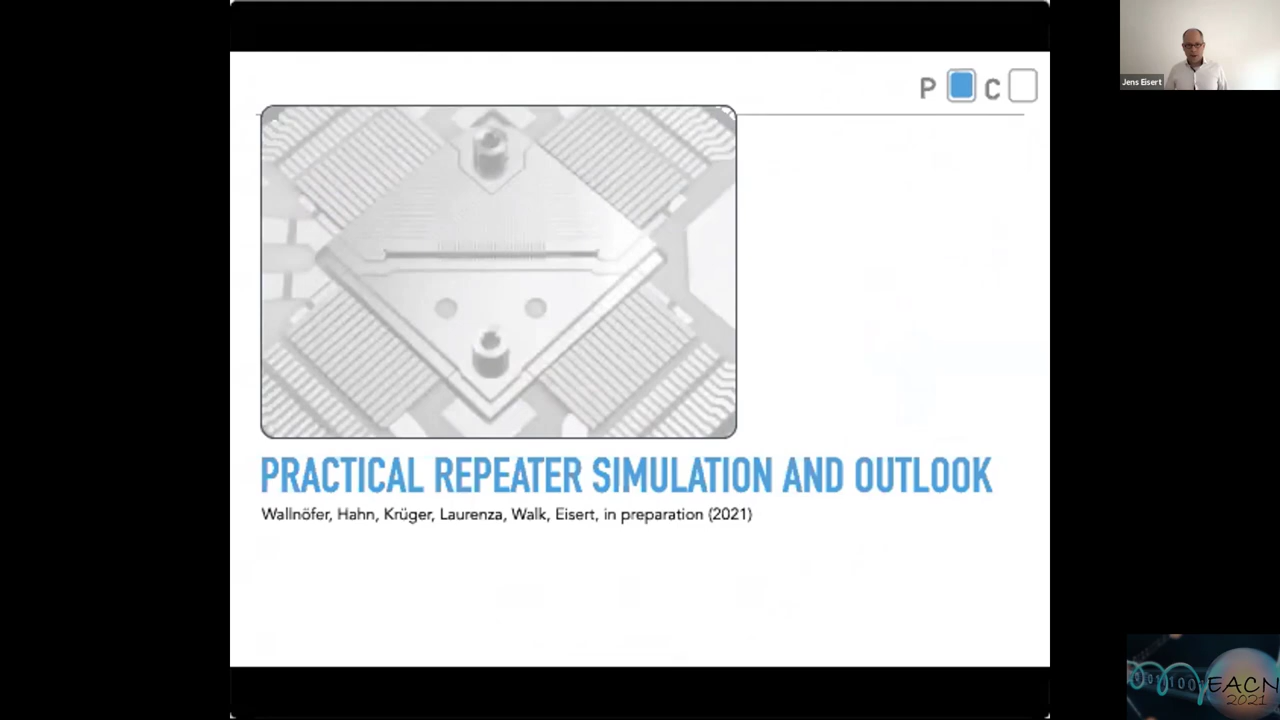 Jens Eisert
P C
PRACTICAL REPEATER SIMULATION AND OUTLOOK
Wallnöfer, Hahn, Krüger, Laurenza, Walk, Eisert, in preparation (2021)
EACN
2021